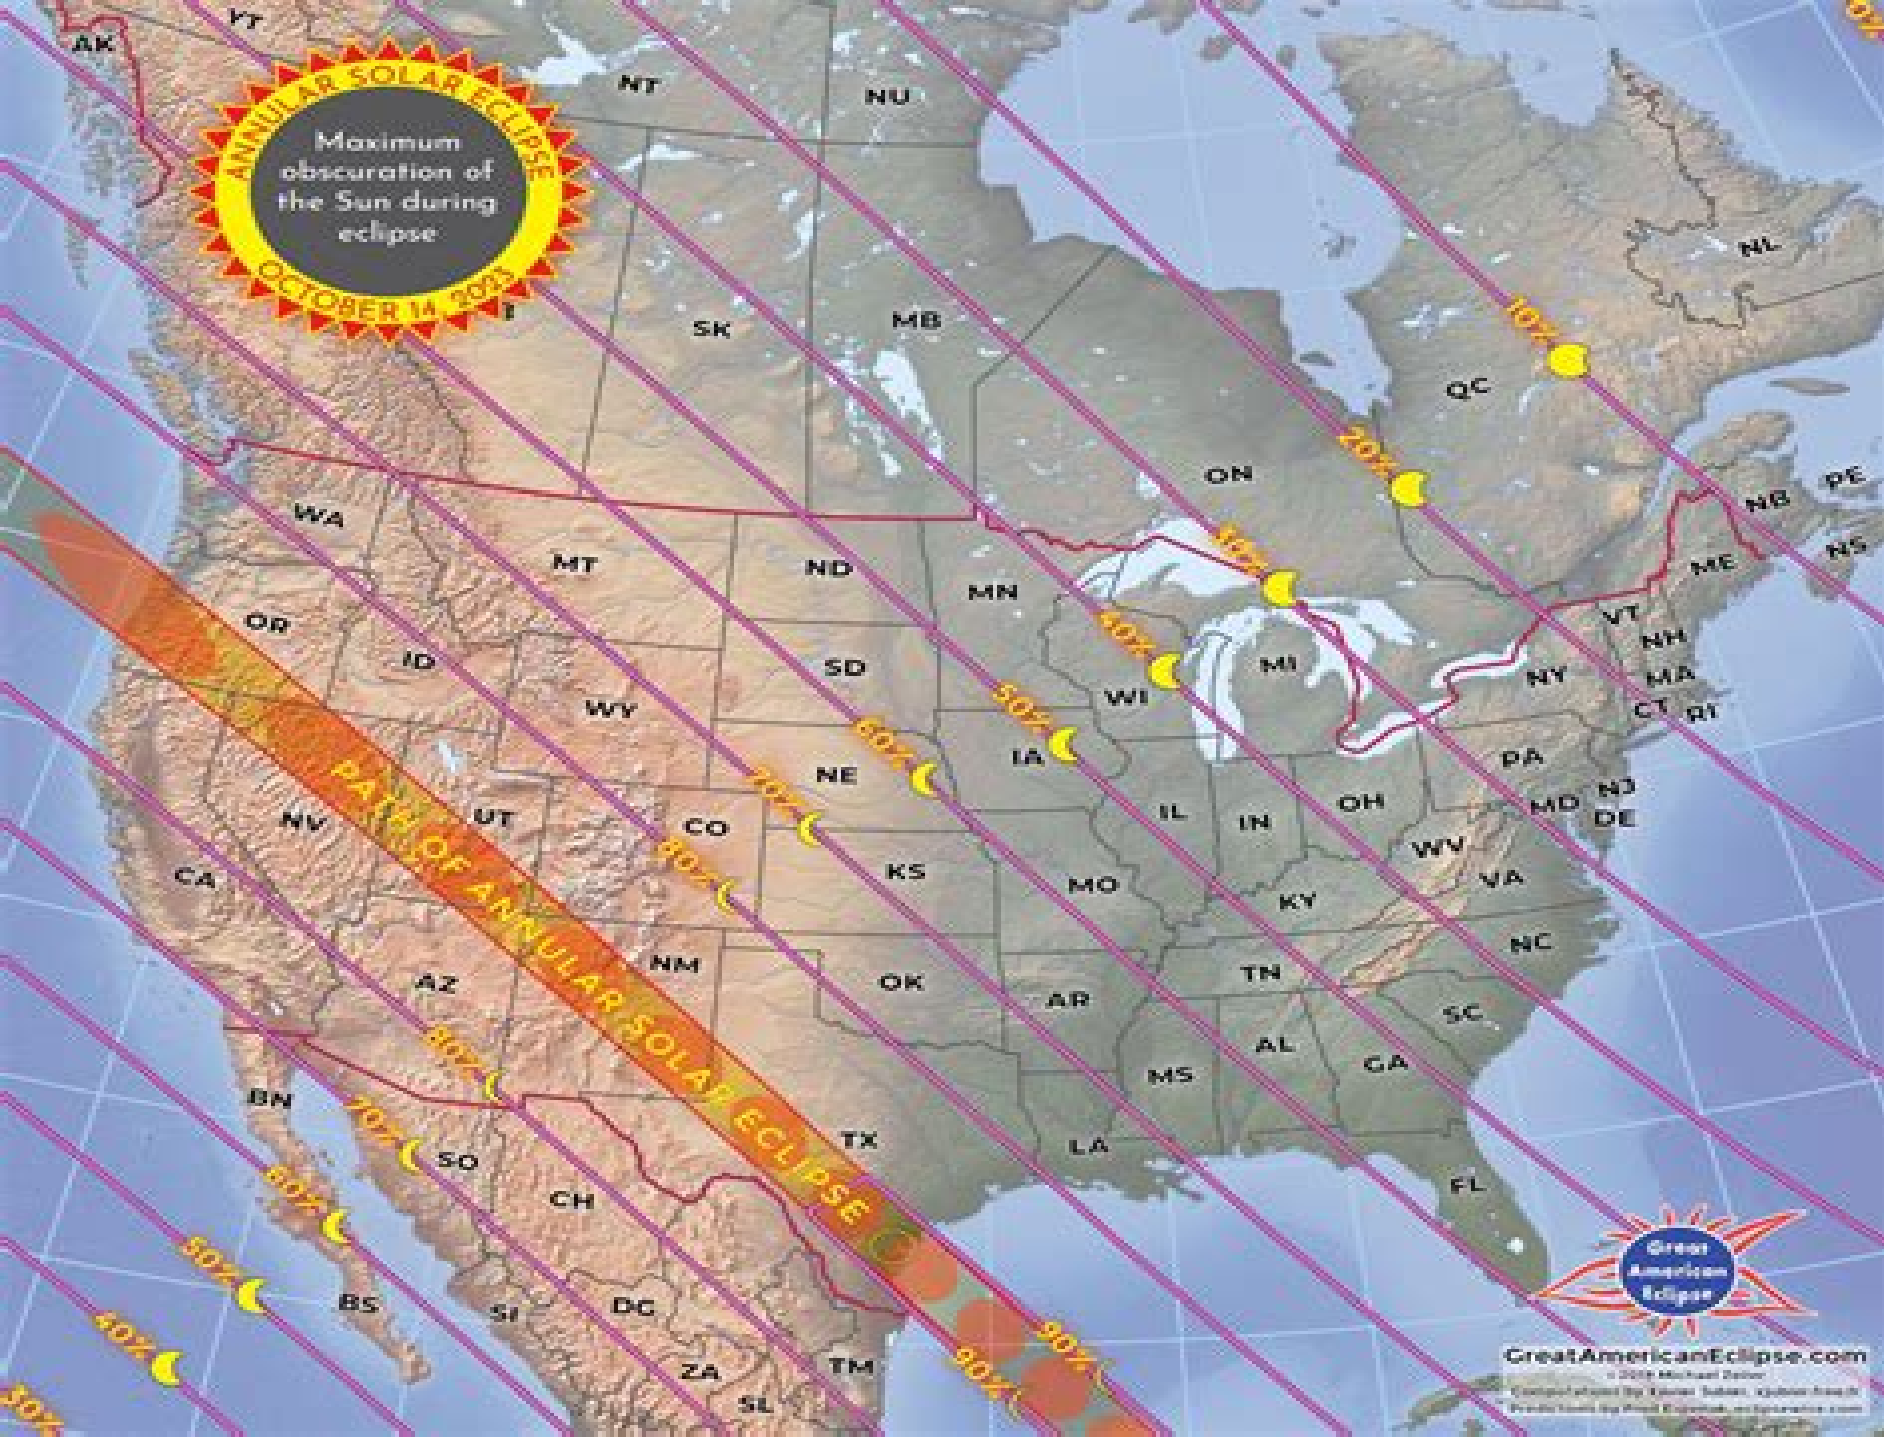 AK
YT
NT
NU
ANNULAR SOLAR ECLIPSE
Maximum
obscuration of
the Sun during
eclipse
OCTOBER 14, 2023
NL
10%
SK
MB
QC
20%
ON
PE
NB
NS
WA
MT
ND
MN
30%
ME
OR
ID
SD
40%
WI
MI
VT
NH
NY
MA
CT
RI
WY
50%
60%
IA
NE
PA
70%
NJ
MD
DE
NV
UT
CO
IL
IN
OH
80%
WV
CA
KS
MO
KY
VA
PATH OF ANNULAR SOLAR ECLIPSE
NM
AZ
OK
AR
TN
NC
SC
AL
GA
MS
80%
BN
70%
SO
TX
LA
FL
60%
CH
50%
BS
SI
DG
40%
ZA
SL
TM
90%
90%
30%
Great
American
Eclipse
GreatAmericanEclipse.com